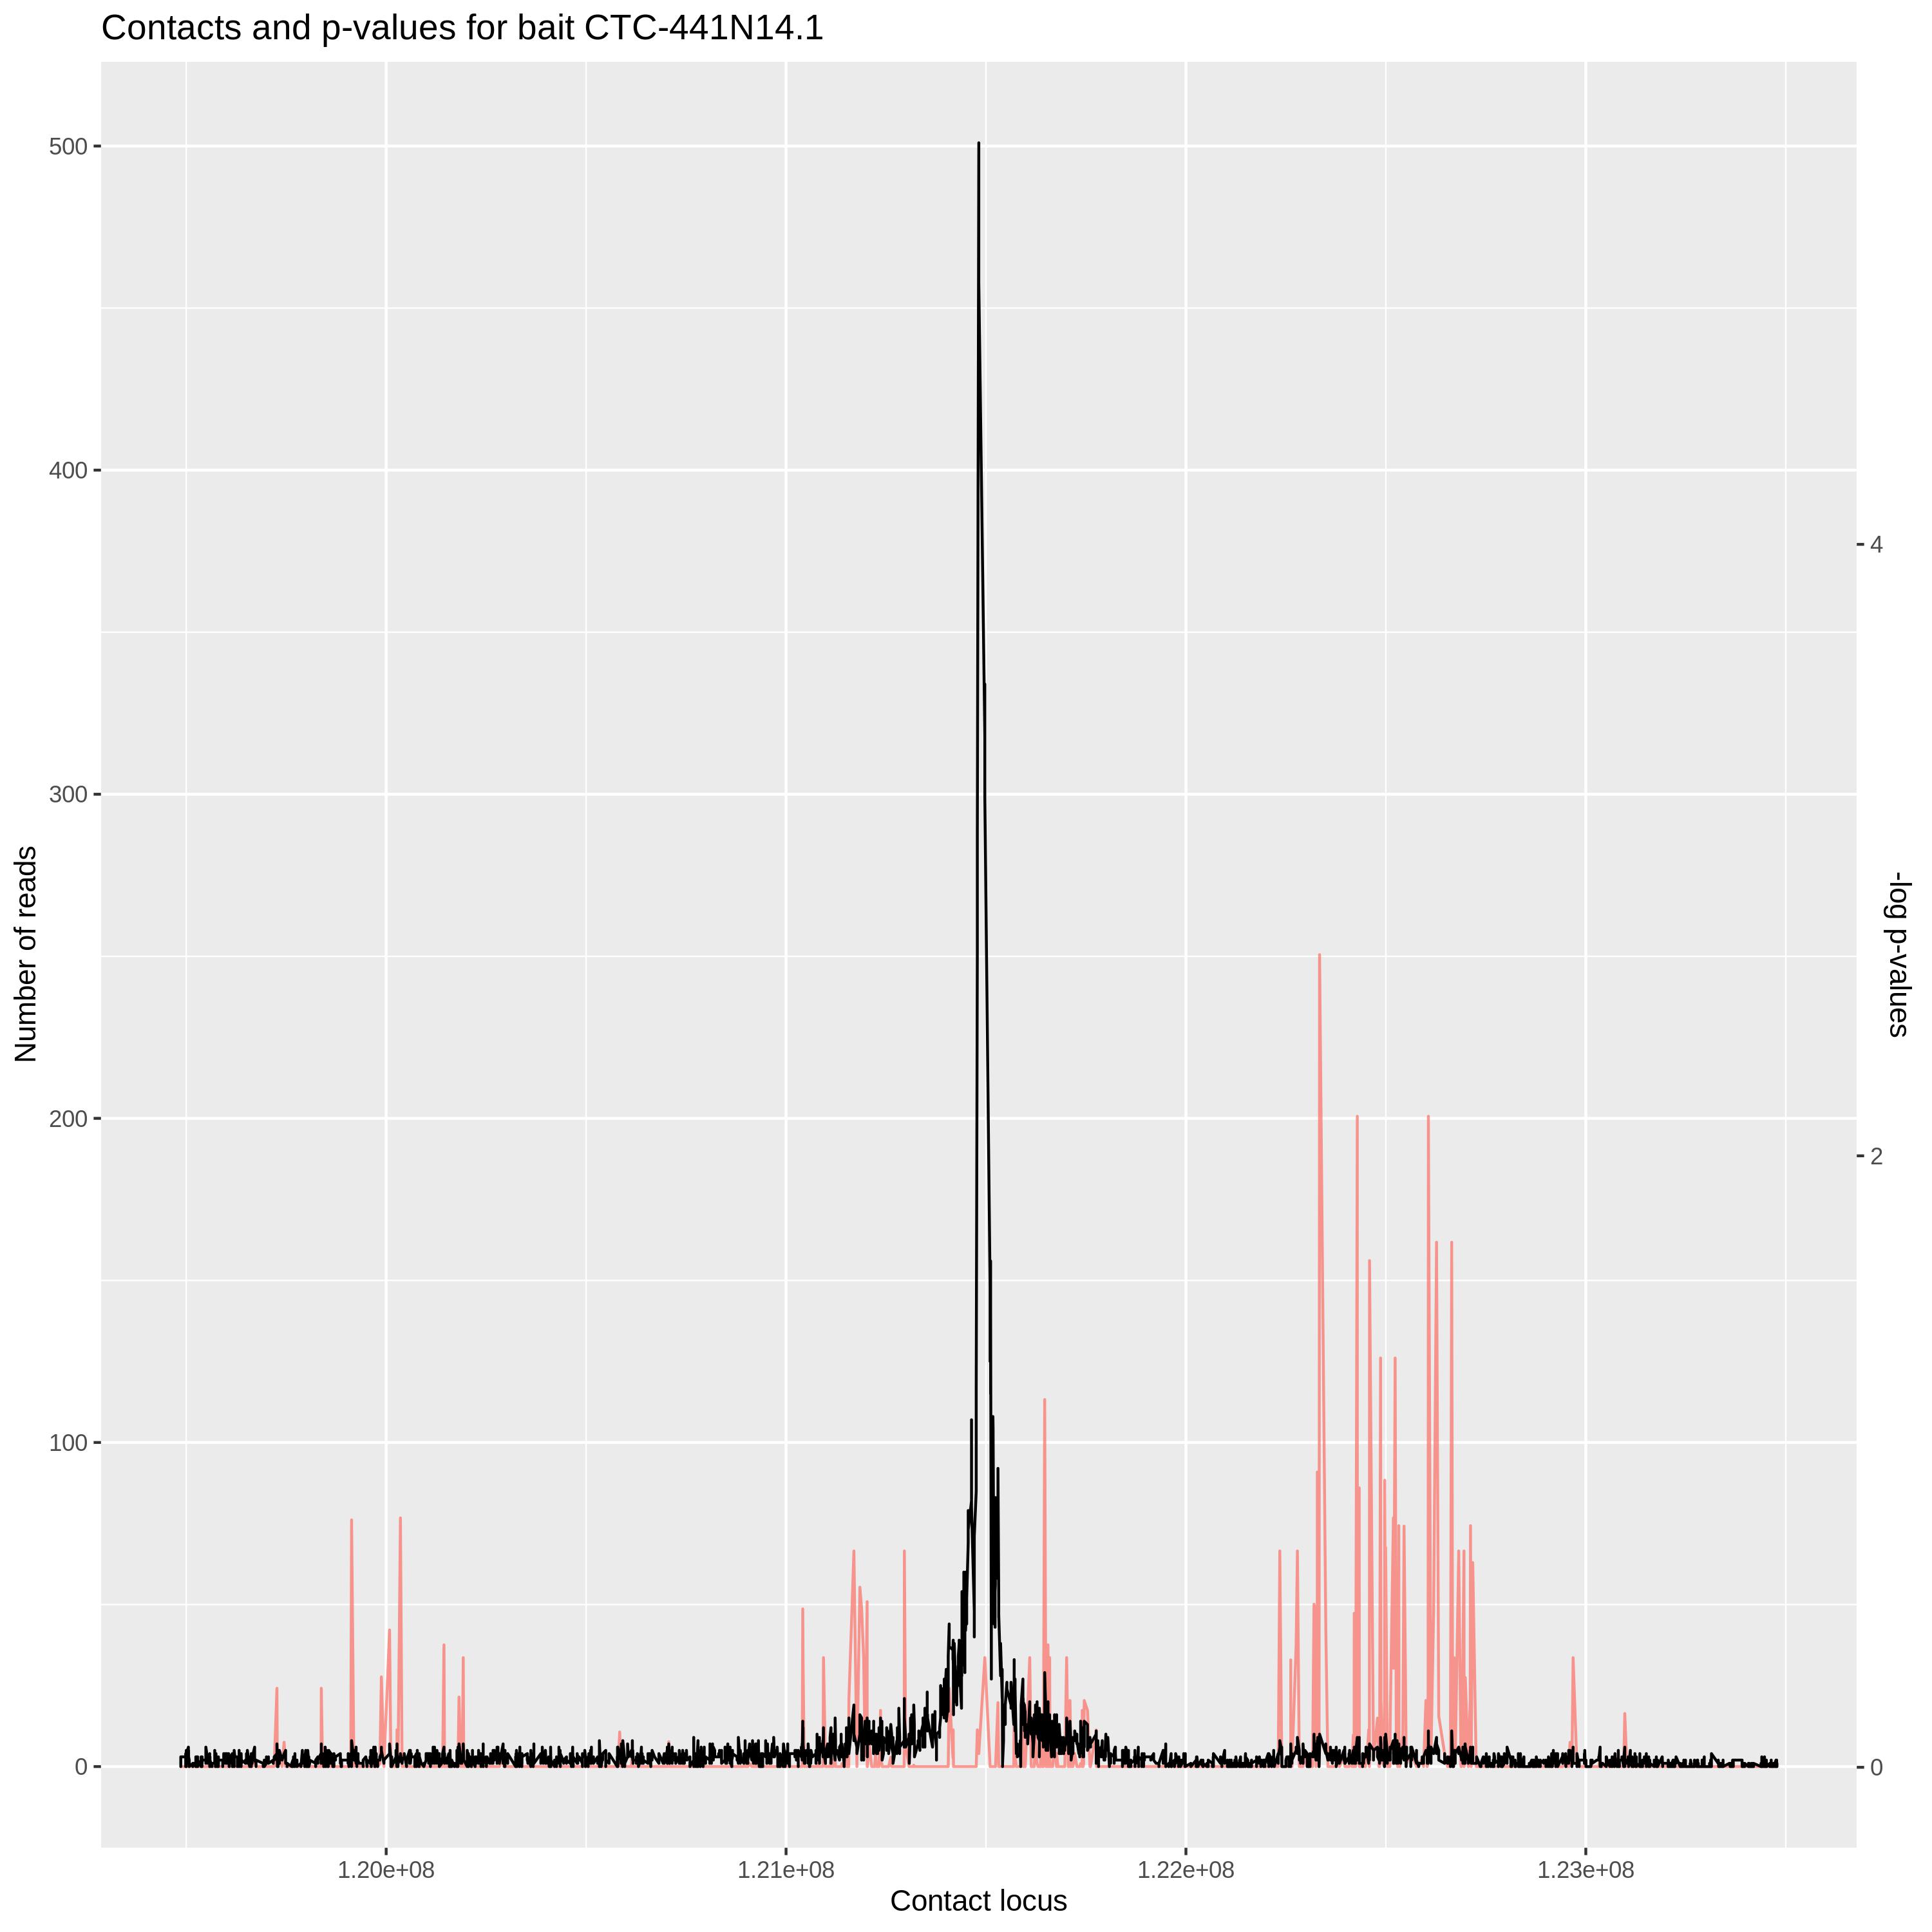 Contacts and p-values for bait CTC-441N14.1
500
400
300
200
100
0
Number of reads
4
2
0
-log p-values
1.20e+08
1.21e+08
1.22e+08
1.23e+08
Contact locus